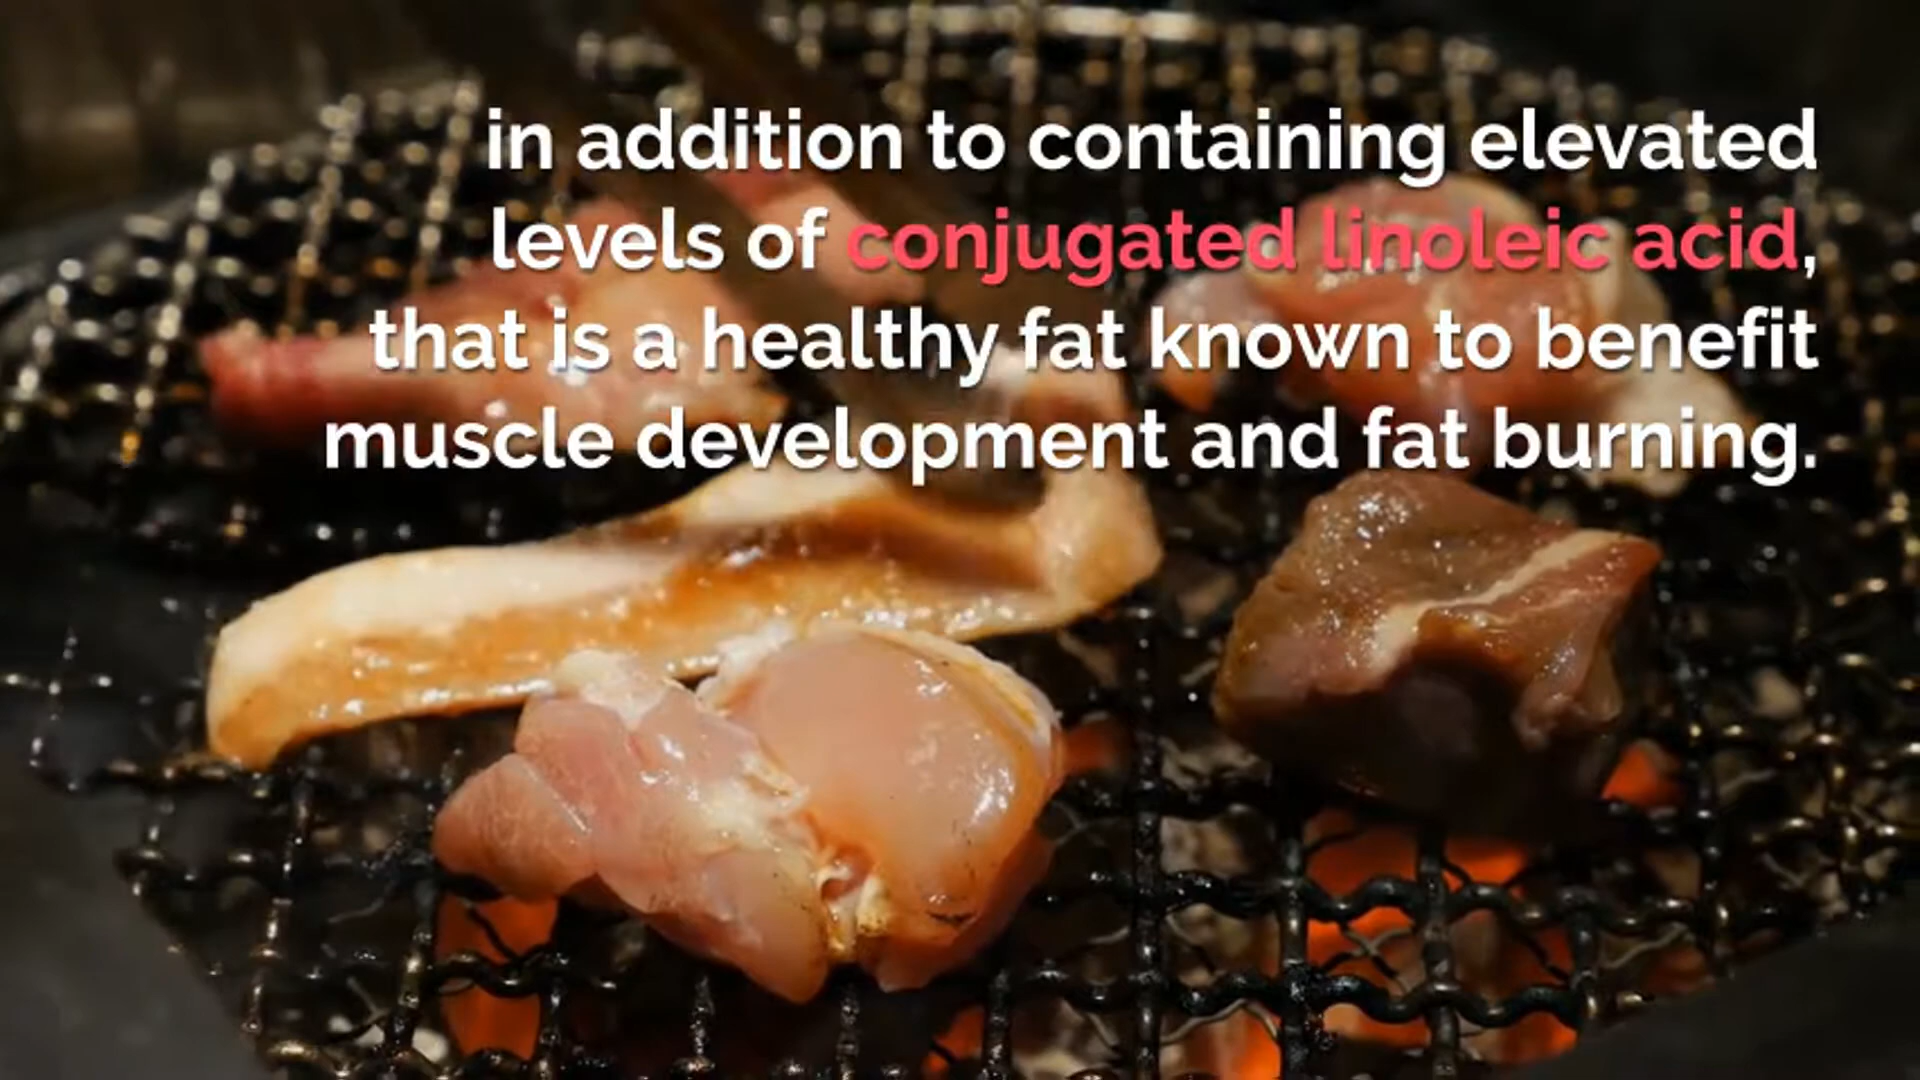 in addition to containing elevated
levels of conjugated linoleic acid,
that is a healthy fat known to benefit
muscle development and fat burning.